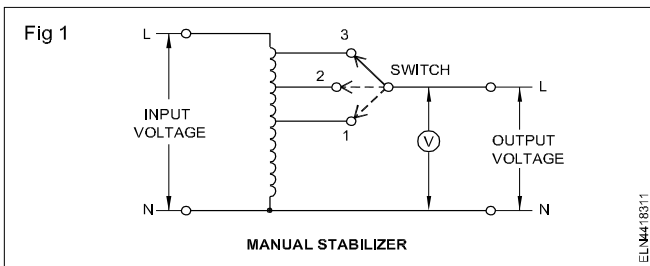 Fig 1
L
3
SWITCH
2
L
INPUT
VOLTAGE
1
V
OUTPUT
VOLTAGE
N
N
MANUAL STABILIZER
ELN4418311